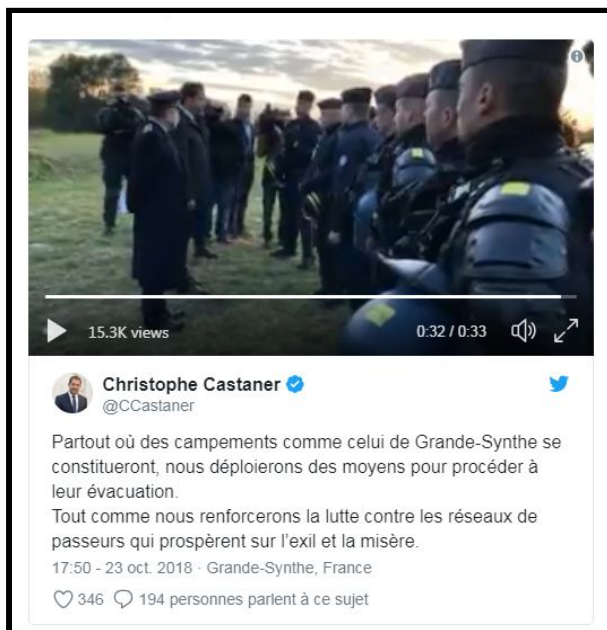 15.3K views
0:32 / 0:33
Christophe Castaner
@CCastaner
Partout où des campements comme celui de Grande-Synthe se
constitueront, nous déploierons des moyens pour procéder à
leur évacuation.
Tout comme nous renforcerons la lutte contre les réseaux de
passeurs qui prospèrent sur l'exil et la misère.
17:50 - 23 oct. 2018 · Grande-Synthe, France
346 194 personnes parlent à ce sujet